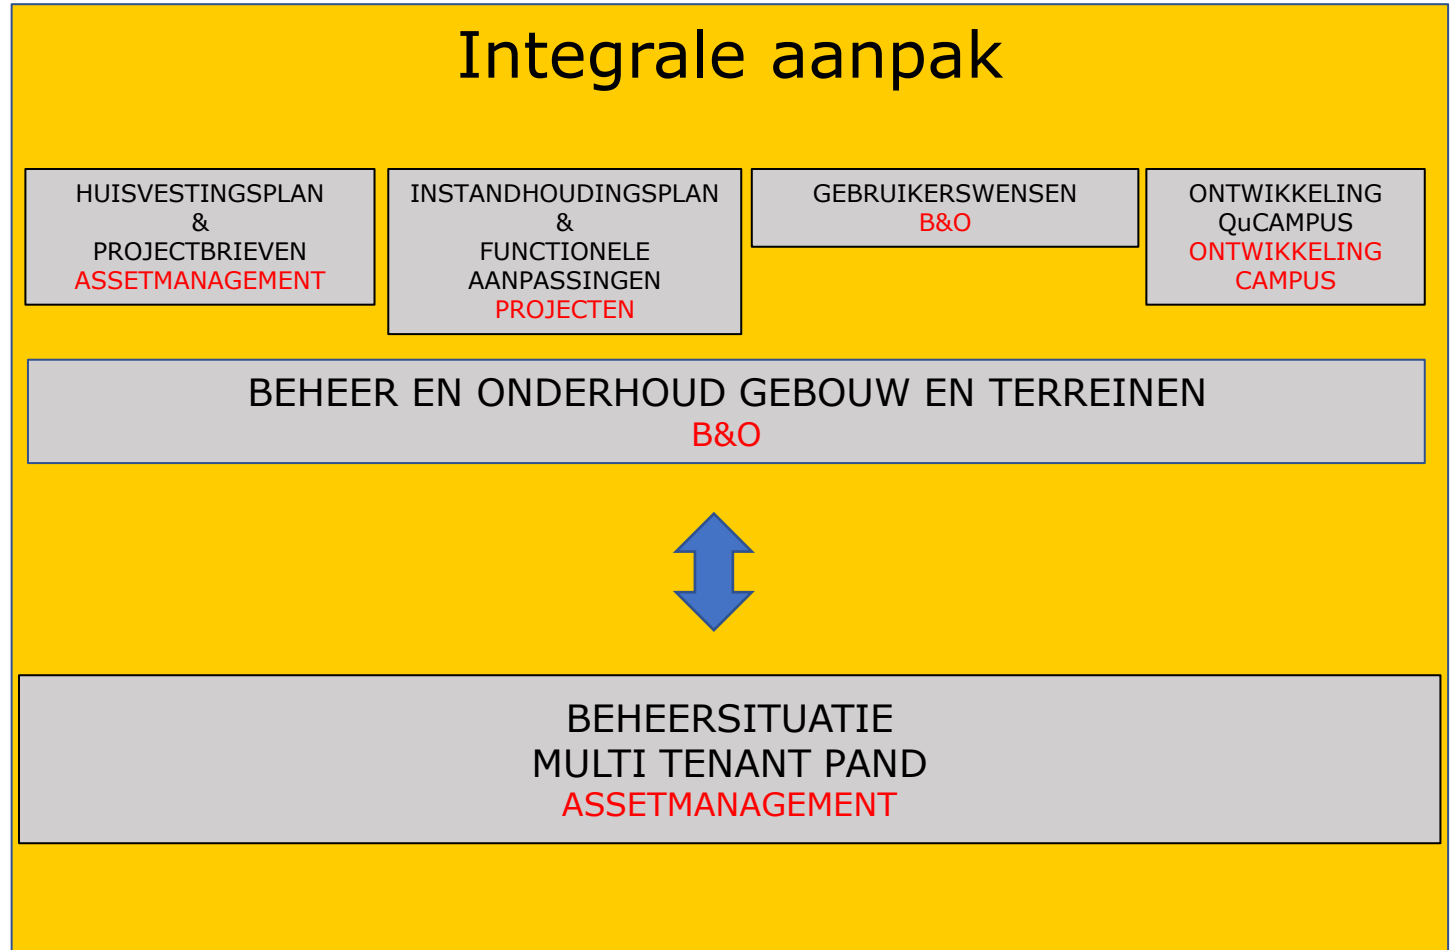 Integrale aanpak
HUISVESTINGSPLAN
&
PROJECTBRIEVEN
ASSETMANAGEMENT
INSTANDHOUDINGSPLAN
&
FUNCTIONELE
AANPASSINGEN
PROJECTEN
GEBRUIKERSWENSEN
B&O
ONTWIKKELING
QuCAMPUS
ONTWIKKELING
CAMPUS
BEHEER EN ONDERHOUD GEBOUW EN TERREINEN
B&O
BEHEERSITUATIE
MULTI TENANT PAND
ASSETMANAGEMENT